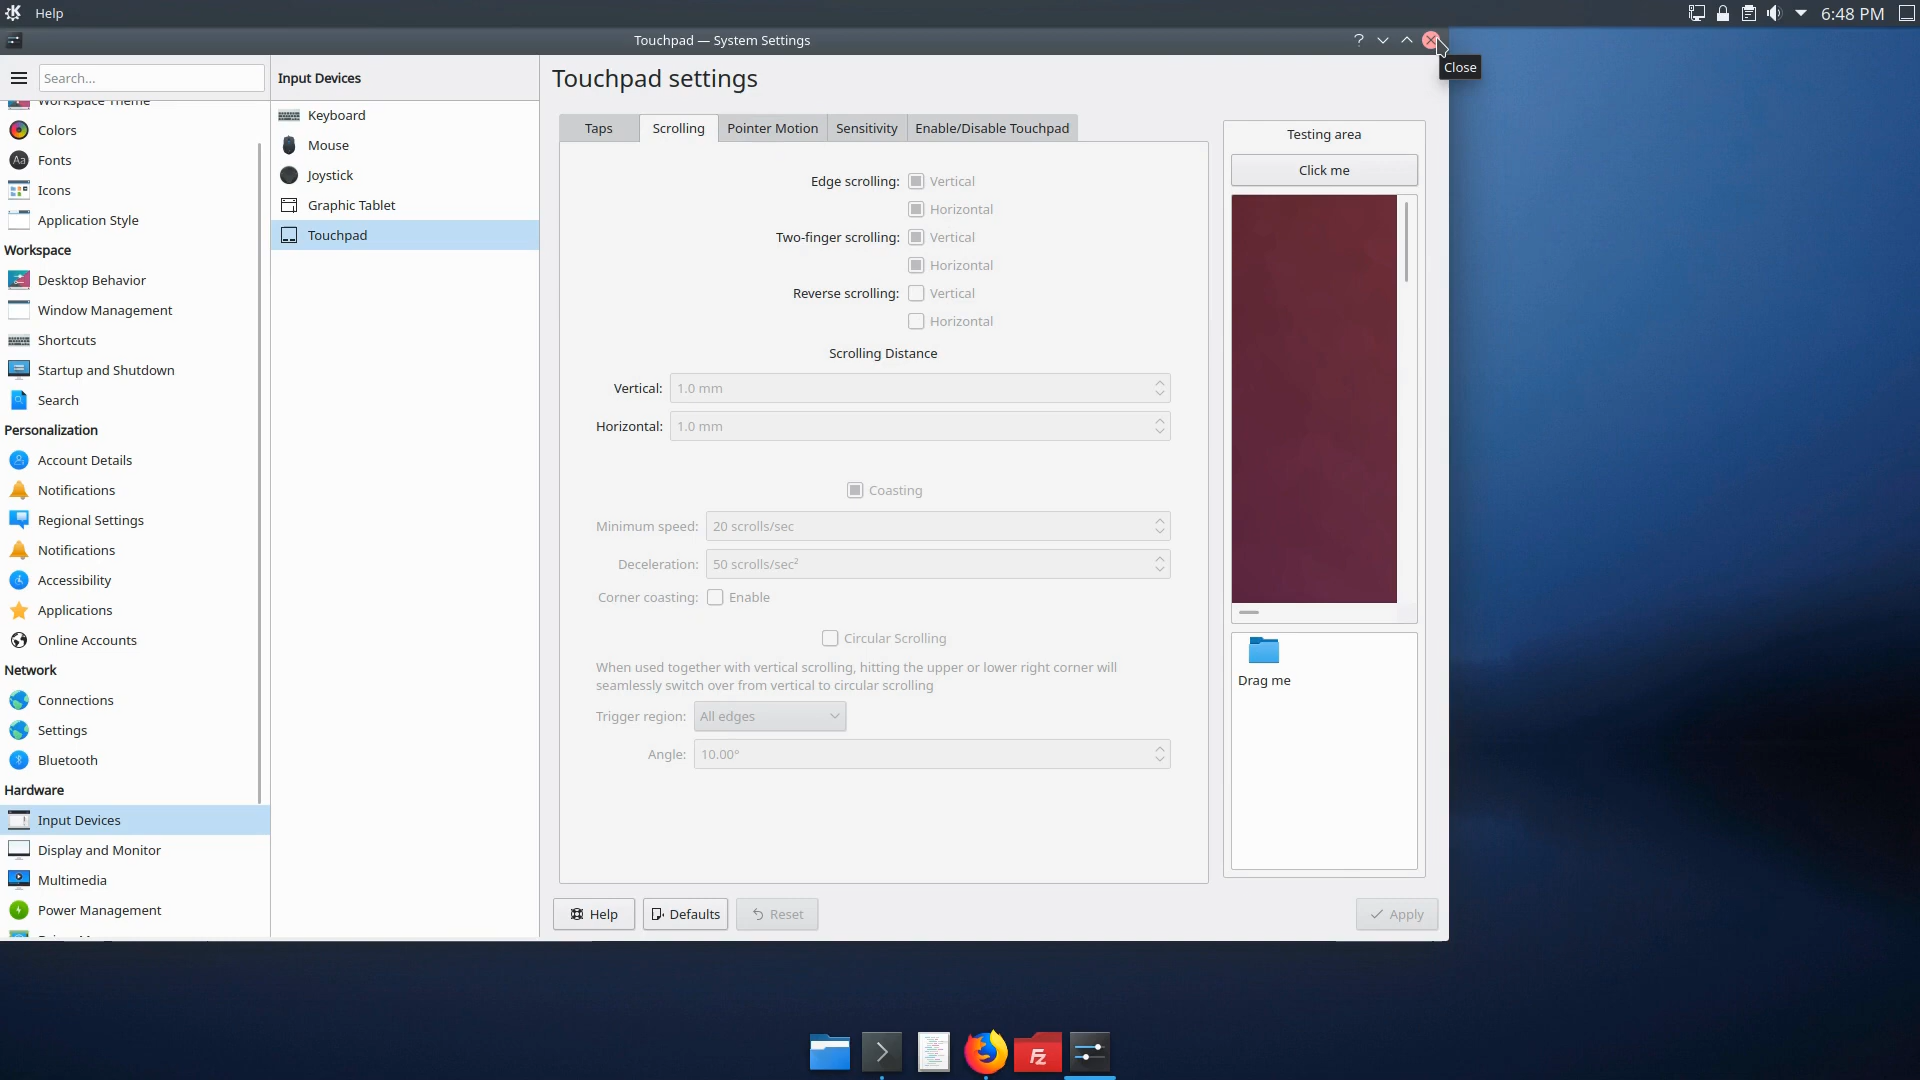 Help
6:48 PM
Touchpad — System Settings
?
Close
Search...
Workspace Theme
Colors
Fonts
Icons
Application Style
Workspace
Desktop Behavior
Window Management
Shortcuts
Startup and Shutdown
Search
Personalization
Account Details
Notifications
Regional Settings
Notifications
Accessibility
Applications
Online Accounts
Network
Connections
Settings
Bluetooth
Hardware
Input Devices
Display and Monitor
Multimedia
Power Management
Input Devices
Keyboard
Mouse
Joystick
Graphic Tablet
Touchpad
Touchpad settings
Taps
Scrolling
Pointer Motion
Sensitivity
Enable/Disable Touchpad
Edge scrolling: Vertical
Horizontal
Two-finger scrolling: Vertical
Horizontal
Reverse scrolling: Vertical
Horizontal
Scrolling Distance
Vertical: 1.0 mm
Horizontal: 1.0 mm
Coasting
Minimum speed: 20 scrolls/sec
Deceleration: 50 scrolls/sec²
Corner coasting: Enable
Circular Scrolling
When used together with vertical scrolling, hitting the upper or lower right corner will
seamlessly switch over from vertical to circular scrolling
Trigger region: All edges
Angle: 10.00°
Testing area
Click me
Drag me
Help
Defaults
Reset
Apply
Fz